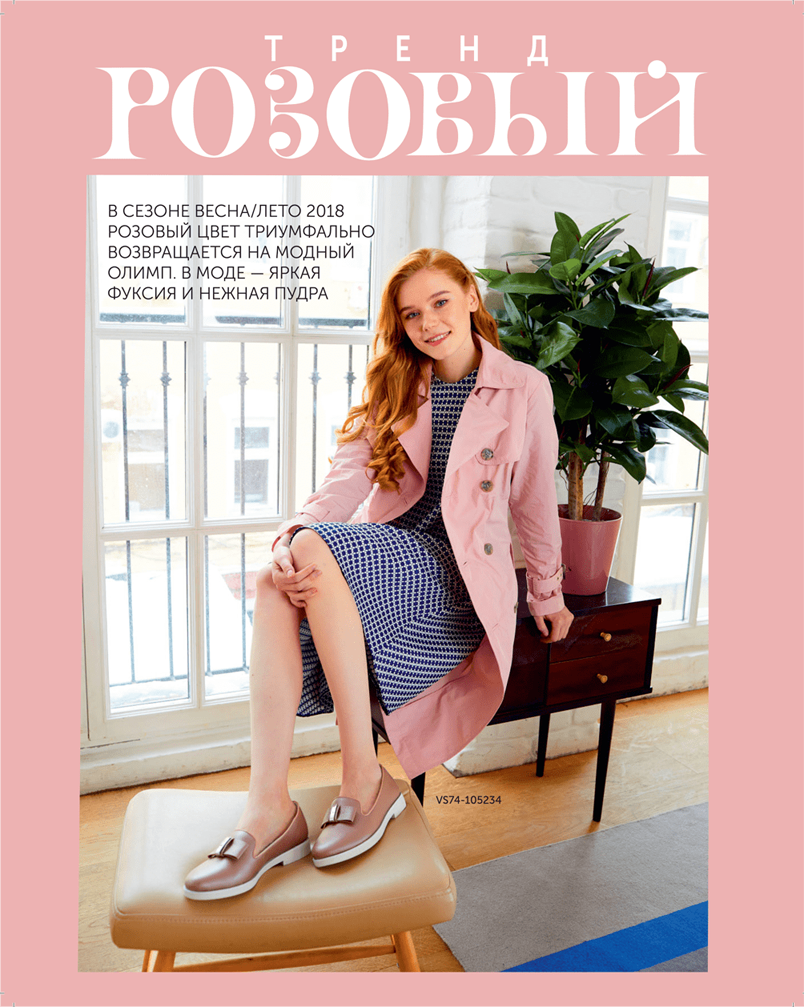 ТРЕНД
РОЗОВЫЙ
В СЕЗОНЕ ВЕСНА/ЛЕТО 2018
РОЗОВЫЙ ЦВЕТ ТРИУМФАЛЬНО
ВОЗВРАЩАЕТСЯ НА МОДНЫЙ
ОЛИМП. В МОДЕ — ЯРКАЯ
ФУКСИЯ И НЕЖНАЯ ПУДРА
VS74-105234